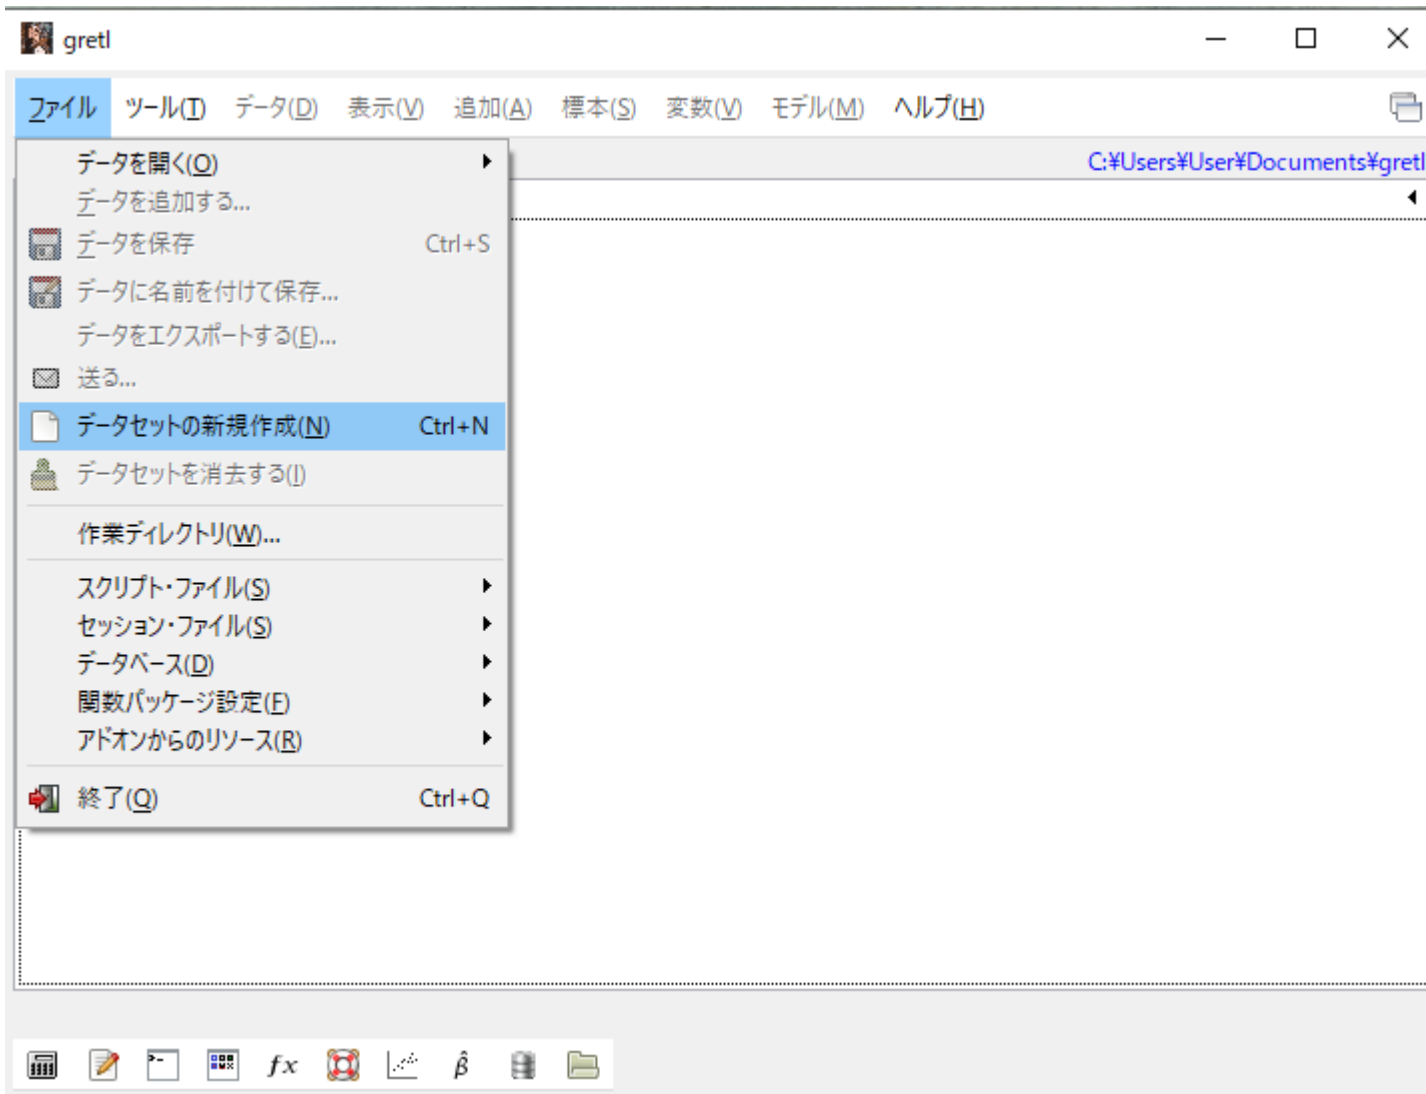 gretl
ファイル ツール(T) データ(D) 表示(V) 追加(A) 標本(S) 変数(V) モデル(M) ヘルプ(H)
C:¥Users¥User¥Documents¥gretl
データを開く(O)
データを追加する...
データを保存 Ctrl+S
データに名前を付けて保存...
データをエクスポートする(E)...
送る...
データセットの新規作成(N) Ctrl+N
データセットを消去する(I)
作業ディレクトリ(W)...
スクリプト・ファイル(S)
セッション・ファイル(S)
データベース(D)
関数パッケージ設定(F)
アドオンからのリソース(R)
終了(Q) Ctrl+Q
fx β̂